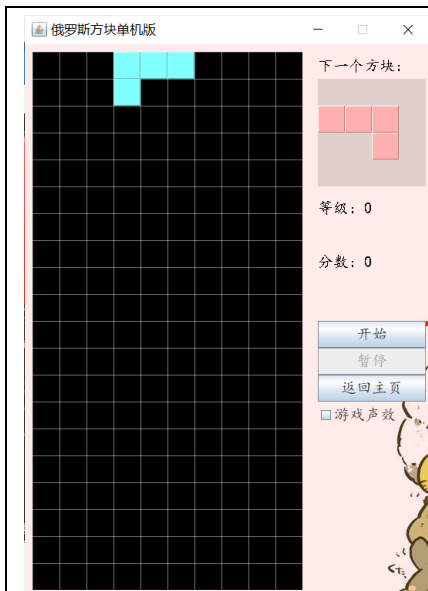 俄罗斯方块单机版
下一个方块:
等级: 0
分数: 0
开始
暂停
返回主页
游戏声效